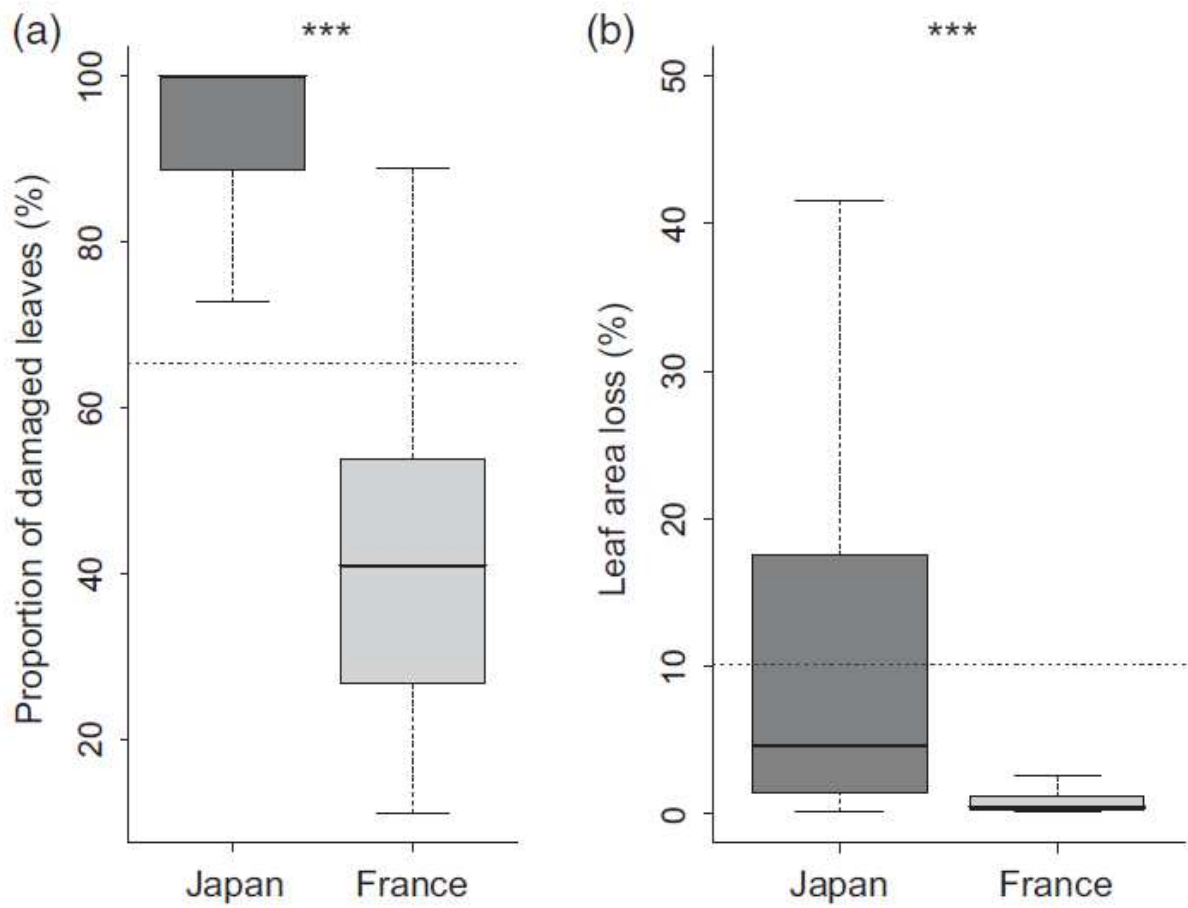 (a)
***
Proportion of damaged leaves (%)
100
80
60
40
20
Japan
France
(b)
***
Leaf area loss (%)
50
40
30
20
10
0
Japan
France